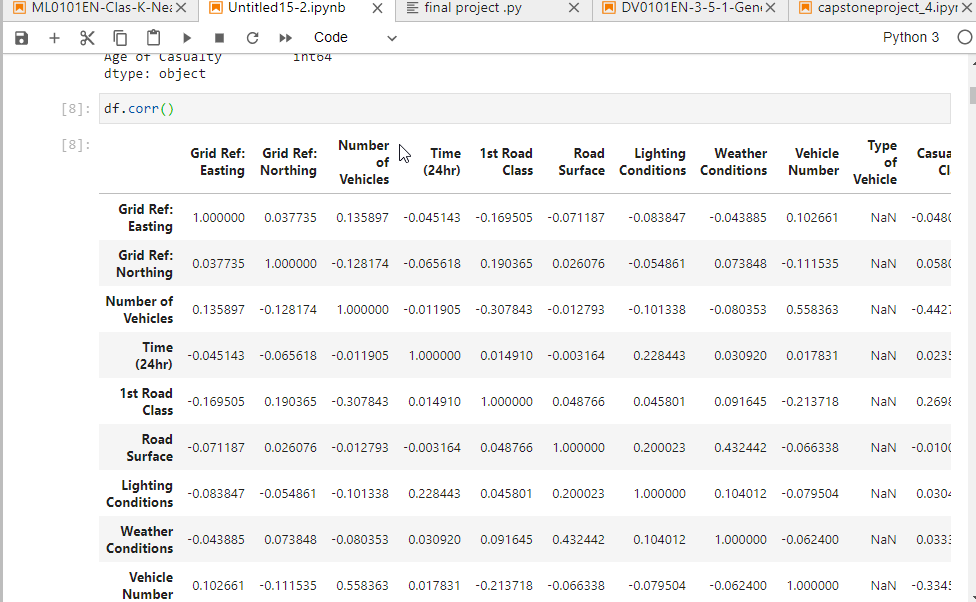 ML0101EN-Clas-K-Nea Untitled15-2.ipynb final project .py DV0101EN-3-5-1-Gene capstoneproject_4.ipyn
Code Python 3
Age of Casualty int64
dtype: object
[8]: df.corr()
[8]:
Grid Ref: Easting Grid Ref: Northing Number of Vehicles Time (24hr) 1st Road Class Road Surface Lighting Conditions Weather Conditions Vehicle Number Type of Vehicle Casua Cl
Grid Ref: Easting 1.000000 0.037735 0.135897 -0.045143 -0.169505 -0.071187 -0.083847 -0.043885 0.102661 NaN -0.0480
Grid Ref: Northing 0.037735 1.000000 -0.128174 -0.065618 0.190365 0.026076 -0.054861 0.073848 -0.111535 NaN 0.0580
Number of Vehicles 0.135897 -0.128174 1.000000 -0.011905 -0.307843 -0.012793 -0.101338 -0.080353 0.558363 NaN -0.4427
Time (24hr) -0.045143 -0.065618 -0.011905 1.000000 0.014910 -0.003164 0.228443 0.030920 0.017831 NaN 0.0235
1st Road Class -0.169505 0.190365 -0.307843 0.014910 1.000000 0.048766 0.045801 0.091645 -0.213718 NaN 0.2698
Road Surface -0.071187 0.026076 -0.012793 -0.003164 0.048766 1.000000 0.200023 0.432442 -0.066338 NaN -0.0100
Lighting Conditions -0.083847 -0.054861 -0.101338 0.228443 0.045801 0.200023 1.000000 0.104012 -0.079504 NaN 0.0304
Weather Conditions -0.043885 0.073848 -0.080353 0.030920 0.091645 0.432442 0.104012 1.000000 -0.062400 NaN 0.0333
Vehicle Number 0.102661 -0.111535 0.558363 0.017831 -0.213718 -0.066338 -0.079504 -0.062400 1.000000 NaN -0.3345